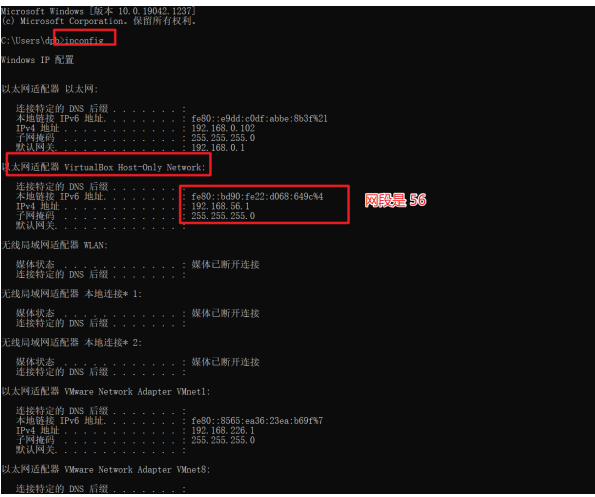 Microsoft Windows [版本 10.0.19042.1237]
(c) Microsoft Corporation。保留所有权利。
C:\Users\dpb>ipconfig
Windows IP 配置
以太网适配器 以太网:
连接特定的 DNS 后缀 . . . . . . . :
本地链接 IPv6 地址. . . . . . . . : fe80::e9dd:c0df:abbe:8b3f%21
IPv4 地址 . . . . . . . . . . . . : 192.168.0.102
子网掩码 . . . . . . . . . . . . : 255.255.255.0
默认网关. . . . . . . . . . . . . : 192.168.0.1
以太网适配器 VirtualBox Host-Only Network:
连接特定的 DNS 后缀 . . . . . . . :
本地链接 IPv6 地址. . . . . . . . : fe80::bd90:fe22:d068:649c%4
IPv4 地址 . . . . . . . . . . . . : 192.168.56.1
子网掩码 . . . . . . . . . . . . : 255.255.255.0
默认网关. . . . . . . . . . . . . :
网段是 56
无线局域网适配器 WLAN:
媒体状态 . . . . . . . . . . . . : 媒体已断开连接
连接特定的 DNS 后缀 . . . . . . . :
无线局域网适配器 本地连接* 1:
媒体状态 . . . . . . . . . . . . : 媒体已断开连接
连接特定的 DNS 后缀 . . . . . . . :
无线局域网适配器 本地连接* 2:
媒体状态 . . . . . . . . . . . . : 媒体已断开连接
连接特定的 DNS 后缀 . . . . . . . :
以太网适配器 VMware Network Adapter VMnet1:
连接特定的 DNS 后缀 . . . . . . . :
本地链接 IPv6 地址. . . . . . . . : fe80::8565:ea36:23ea:b69f%7
IPv4 地址 . . . . . . . . . . . . : 192.168.226.1
子网掩码 . . . . . . . . . . . . : 255.255.255.0
默认网关. . . . . . . . . . . . . :
以太网适配器 VMware Network Adapter VMnet8:
连接特定的 DNS 后缀 . . . . . . . :